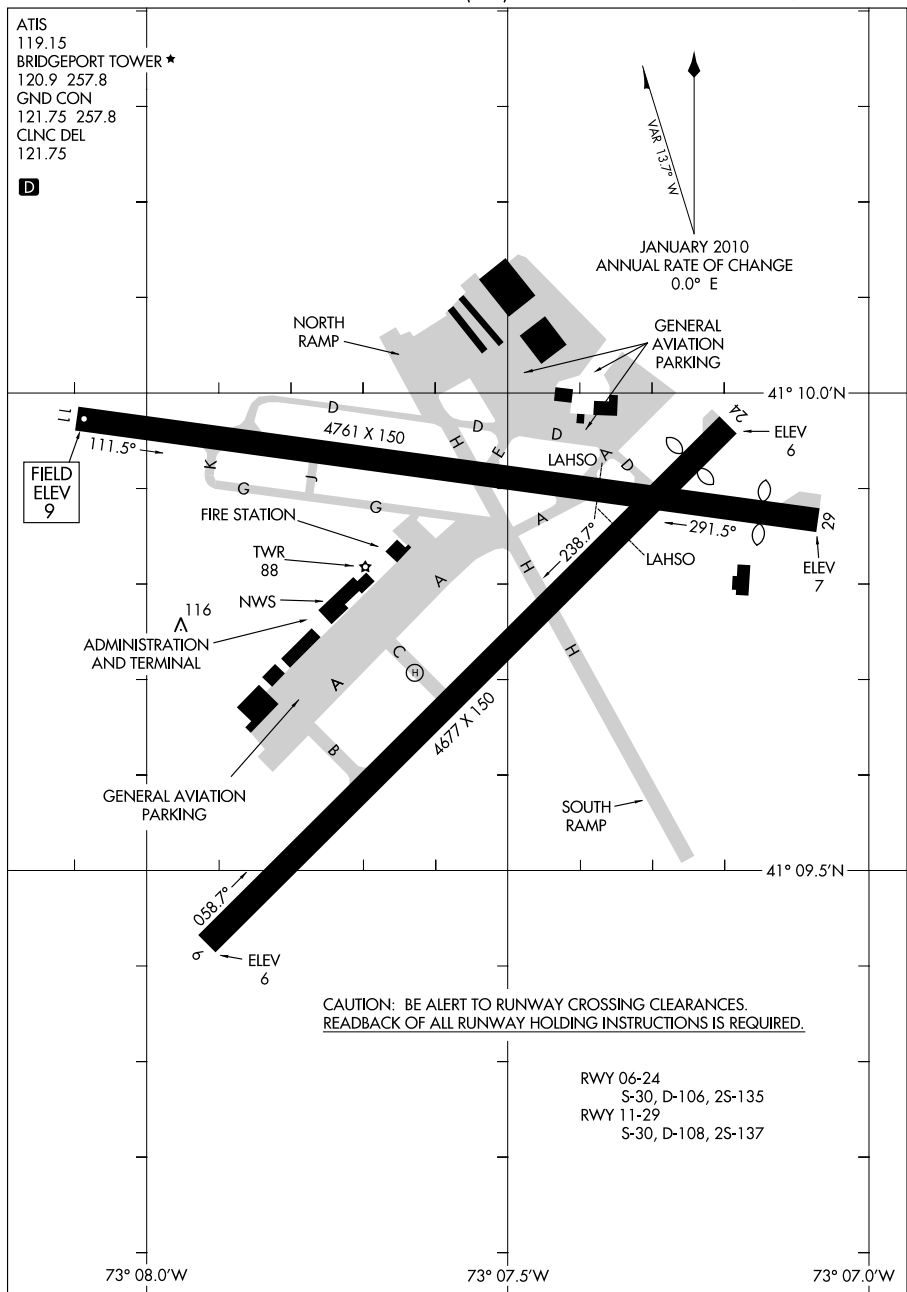 ATIS
119.15
BRIDGEPORT TOWER ★
120.9 257.8
GND CON
121.75 257.8
CLNC DEL
121.75
D
VAR 13.7° W
JANUARY 2010
ANNUAL RATE OF CHANGE
0.0° E
NORTH
RAMP
GENERAL
AVIATION
PARKING
41° 10.0'N
11
111.5°
4761 X 150
D
D
D
D
H
E
A
LAHSO
24
ELEV
6
FIELD
ELEV
9
K
G
J
G
A
238.7°
291.5°
29
ELEV
7
LAHSO
FIRE STATION
TWR
88
NWS
116
ADMINISTRATION
AND TERMINAL
A
H
H
C
H
A
B
4677 X 150
GENERAL AVIATION
PARKING
SOUTH
RAMP
41° 09.5'N
058.7°
6
ELEV
6
CAUTION: BE ALERT TO RUNWAY CROSSING CLEARANCES.
READBACK OF ALL RUNWAY HOLDING INSTRUCTIONS IS REQUIRED.
RWY 06-24
S-30, D-106, 2S-135
RWY 11-29
S-30, D-108, 2S-137
73° 08.0'W
73° 07.5'W
73° 07.0'W